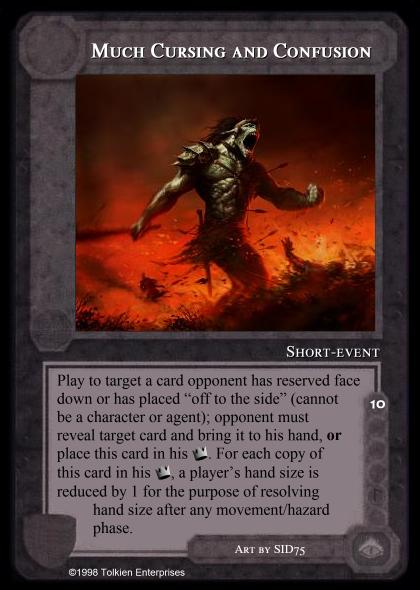 Much Cursing and Confusion
Short-event
Play to target a card opponent has reserved face
down or has placed “off to the side” (cannot
be a character or agent); opponent must
reveal target card and bring it to his hand, or
place this card in his . For each copy of
this card in his , a player’s hand size is
reduced by 1 for the purpose of resolving
hand size after any movement/hazard
phase.
10
Art by SID75
©1998 Tolkien Enterprises